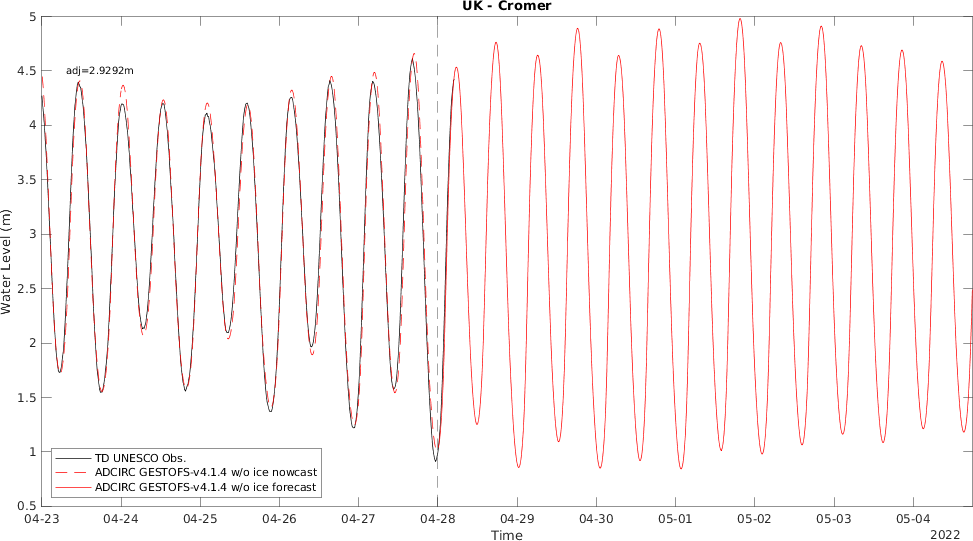 UK - Cromer
adj=2.9292m
5
4.5
4
3.5
3
2.5
2
1.5
1
0.5
Water Level (m)
TD UNESCO Obs.
ADCIRC GESTOFS-v4.1.4 w/o ice nowcast
ADCIRC GESTOFS-v4.1.4 w/o ice forecast
04-23 04-24 04-25 04-26 04-27 04-28 04-29 04-30 05-01 05-02 05-03 05-04
Time
2022